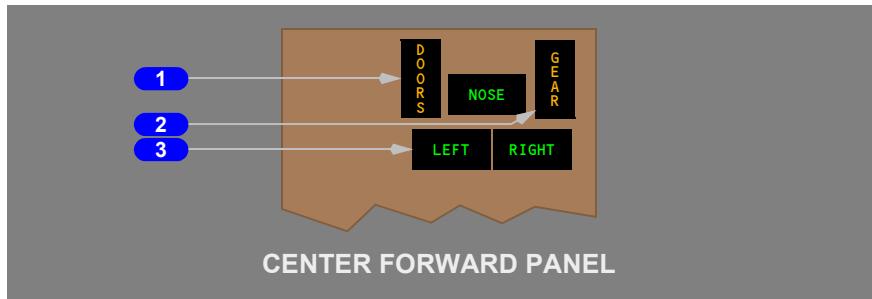 1
DOORS
GEAR
NOSE
2
3
LEFT
RIGHT
CENTER FORWARD PANEL